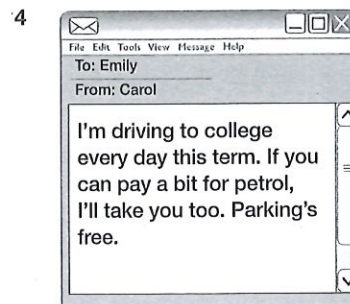 4
File Edit Tools View Message Help
To: Emily
From: Carol
I'm driving to college
every day this term. If you
can pay a bit for petrol,
I'll take you too. Parking's
free.